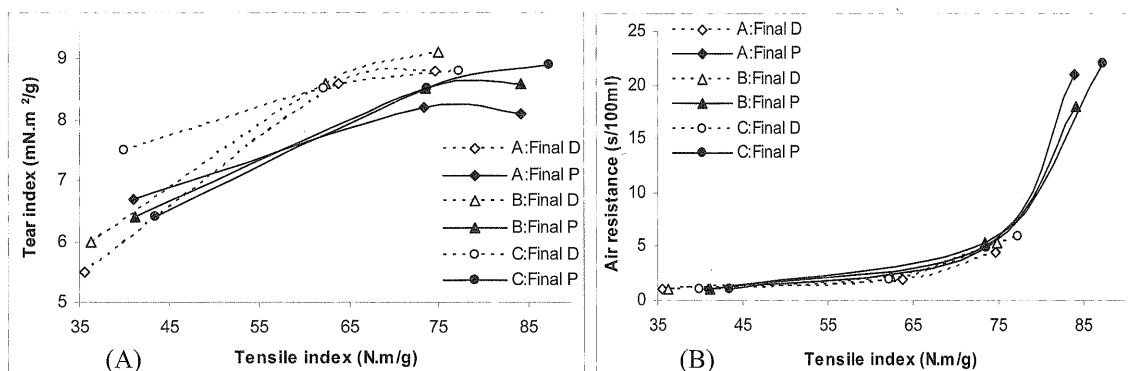 Tear index (mN.m ²/g)
9
8
7
6
5
35 45 55 65 75 85
Tensile index (N.m/g)
(A)
A:Final D
A:Final P
B:Final D
B:Final P
C:Final D
C:Final P
Air resistance (s/100ml)
25
20
15
10
5
0
35 45 55 65 75 85
Tensile index (N.m/g)
(B)
A:Final D
A:Final P
B:Final D
B:Final P
C:Final D
C:Final P